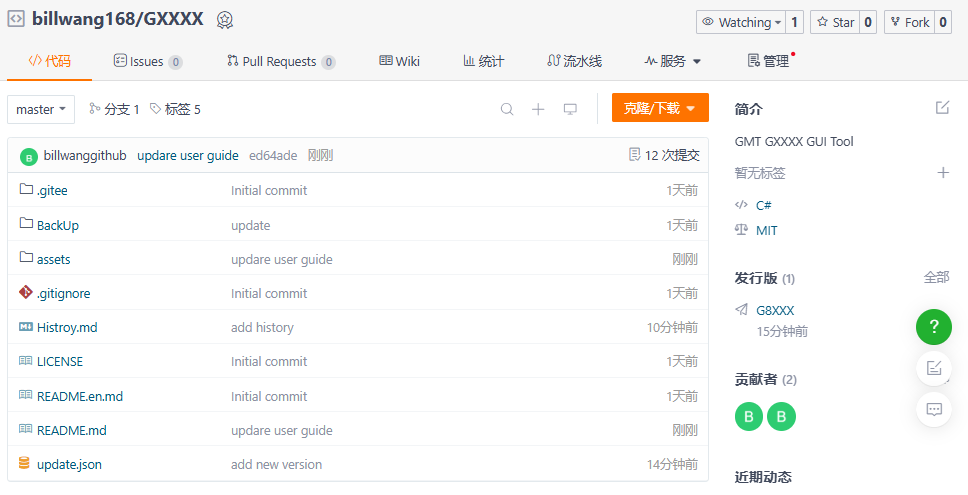 billwang168/GXXXX
Watching 1 Star 0 Fork 0
代码 Issues 0 Pull Requests 0 Wiki 统计 流水线 服务 管理
master 分支 1 标签 5 克隆/下载
B billwanggithub updare user guide ed64ade 刚刚 12 次提交
.gitee Initial commit 1天前
BackUp update 1天前
assets updare user guide 刚刚
.gitignore Initial commit 1天前
Histroy.md add history 10分钟前
LICENSE Initial commit 1天前
README.en.md Initial commit 1天前
README.md updare user guide 刚刚
update.json add new version 14分钟前
简介
GMT GXXXX GUI Tool
暂无标签
C#
MIT
发行版 (1) 全部
G8XXX
15分钟前
?
贡献者 (2)
B B
近期动态